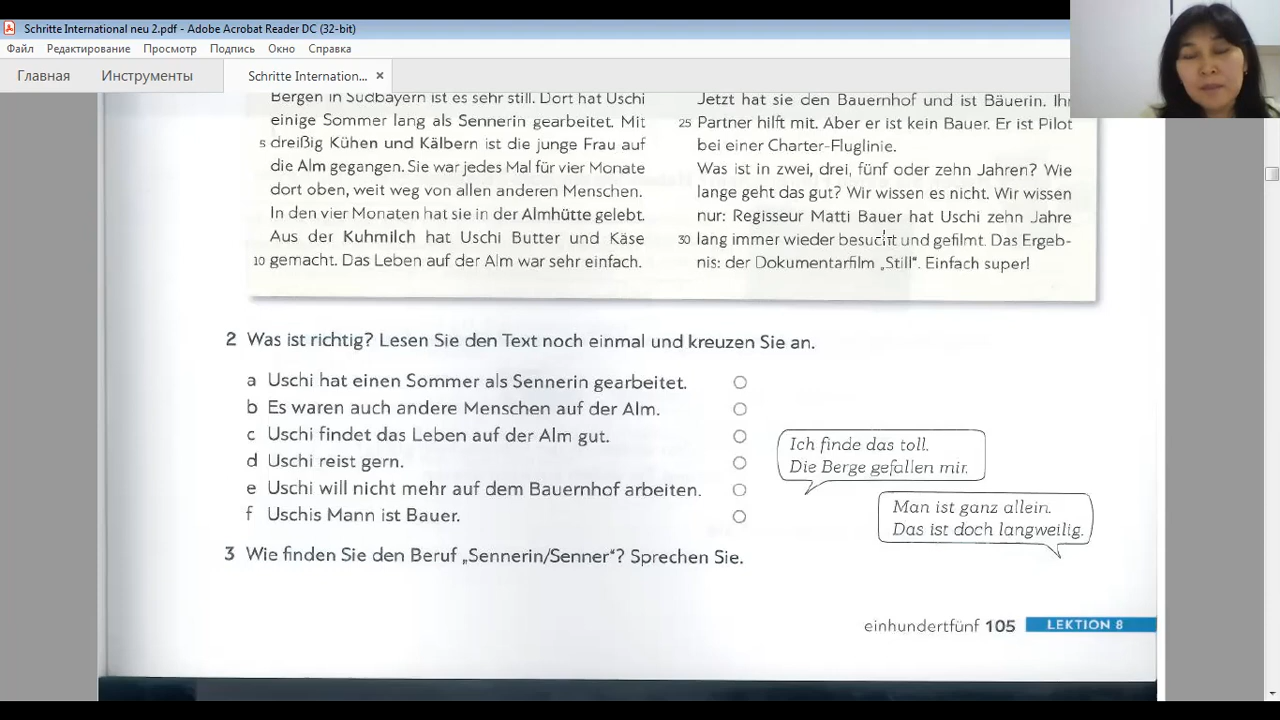 Schritte International neu 2.pdf - Adobe Acrobat Reader DC (32-bit)
Файл Редактирование Просмотр Подпись Окно Справка
Главная Инструменты Schritte Internation... ×
Bergen in Südbayern ist es sehr still. Dort hat Uschi
einige Sommer lang als Sennerin gearbeitet. Mit
5 dreißig Kühen und Kälbern ist die junge Frau auf
die Alm gegangen. Sie war jedes Mal für vier Monate
dort oben, weit weg von allen anderen Menschen.
In den vier Monaten hat sie in der Almhütte gelebt.
Aus der Kuhmilch hat Uschi Butter und Käse
10 gemacht. Das Leben auf der Alm war sehr einfach.
Jetzt hat sie den Bauernhof und ist Bäuerin. Ihr
25 Partner hilft mit. Aber er ist kein Bauer. Er ist Pilot
bei einer Charter-Fluglinie.
Was ist in zwei, drei, fünf oder zehn Jahren? Wie
lange geht das gut? Wir wissen es nicht. Wir wissen
nur: Regisseur Matti Bauer hat Uschi zehn Jahre
30 lang immer wieder besucht und gefilmt. Das Ergeb-
nis: der Dokumentarfilm „Still“. Einfach super!
2 Was ist richtig? Lesen Sie den Text noch einmal und kreuzen Sie an.
a Uschi hat einen Sommer als Sennerin gearbeitet.
b Es waren auch andere Menschen auf der Alm.
c Uschi findet das Leben auf der Alm gut.
d Uschi reist gern.
e Uschi will nicht mehr auf dem Bauernhof arbeiten.
f Uschis Mann ist Bauer.
Ich finde das toll.
Die Berge gefallen mir.
Man ist ganz allein.
Das ist doch langweilig.
3 Wie finden Sie den Beruf „Sennerin/Senner“? Sprechen Sie.
einhundertfünf 105 LEKTION 8